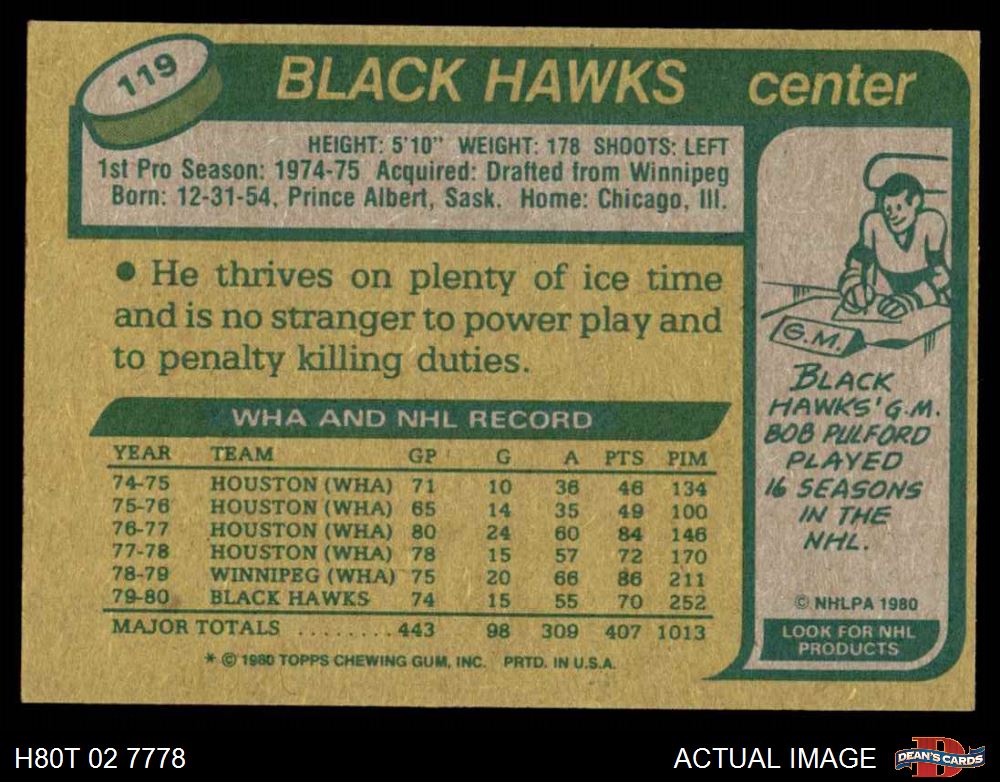 119
BLACK HAWKS center
HEIGHT: 5'10" WEIGHT: 178 SHOOTS: LEFT
1st Pro Season: 1974-75 Acquired: Drafted from Winnipeg
Born: 12-31-54, Prince Albert, Sask. Home: Chicago, Ill.
● He thrives on plenty of ice time
and is no stranger to power play and
to penalty killing duties.
WHA AND NHL RECORD
YEAR TEAM GP G A PTS PIM
74-75 HOUSTON (WHA) 71 10 36 46 134
75-76 HOUSTON (WHA) 65 14 35 49 100
76-77 HOUSTON (WHA) 80 24 60 84 146
77-78 HOUSTON (WHA) 78 15 57 72 170
78-79 WINNIPEG (WHA) 75 20 66 86 211
79-80 BLACK HAWKS 74 15 55 70 252
MAJOR TOTALS ........ 443 98 309 407 1013
* © 1980 TOPPS CHEWING GUM, INC. PRTD. IN U.S.A.
G.M.
BLACK
HAWKS' G.M.
BOB PULFORD
PLAYED
16 SEASONS
IN THE
NHL.
© NHLPA 1980
LOOK FOR NHL
PRODUCTS
H80T 02 7778
ACTUAL IMAGE
D
DEAN'S CARDS